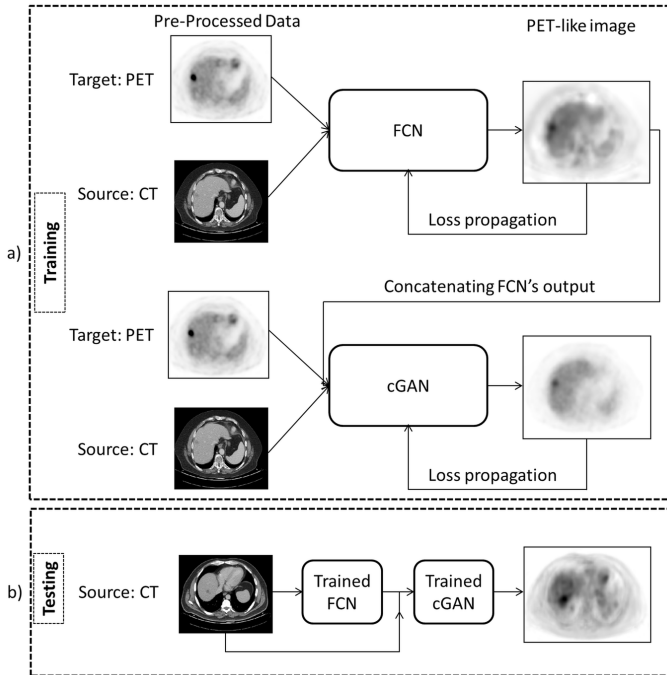 Pre-Processed Data
PET-like image
Target: PET
FCN
Source: CT
Loss propagation
a)
Training
Concatenating FCN's output
Target: PET
cGAN
Source: CT
Loss propagation
b)
Testing
Source: CT
Trained
FCN
Trained
cGAN